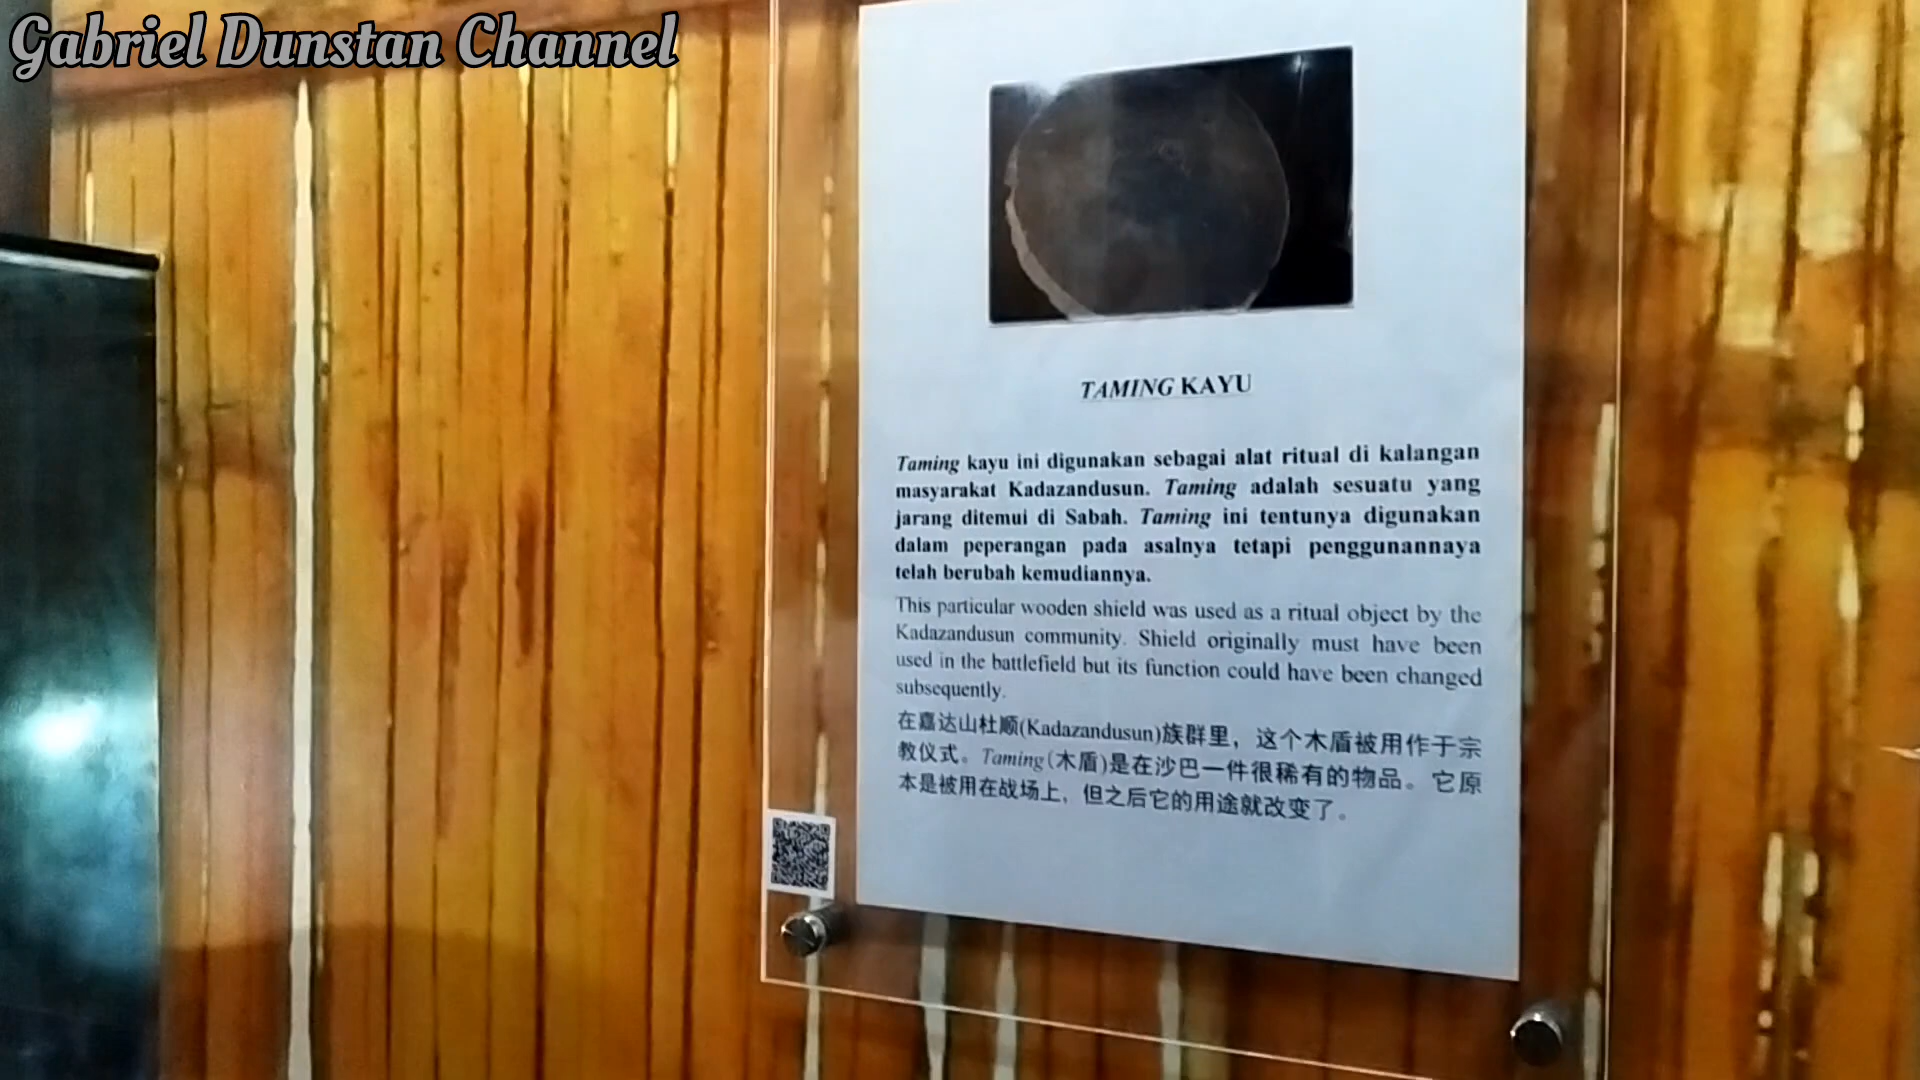 Gabriel Dunstan Channel
TAMING KAYU
Taming kayu ini digunakan sebagai alat ritual di kalangan
masyarakat Kadazandusun. Taming adalah sesuatu yang
jarang ditemui di Sabah. Taming ini tentunya digunakan
dalam peperangan pada asalnya tetapi penggunannaya
telah berubah kemudiannya.
This particular wooden shield was used as a ritual object by the
Kadazandusun community. Shield originally must have been
used in the battlefield but its function could have been changed
subsequently.
在嘉达山杜顺(Kadazandusun)族群里，这个木盾被用作于宗
教仪式。Taming(木盾)是在沙巴一件很稀有的物品。它原
本是被用在战场上，但之后它的用途就改变了。